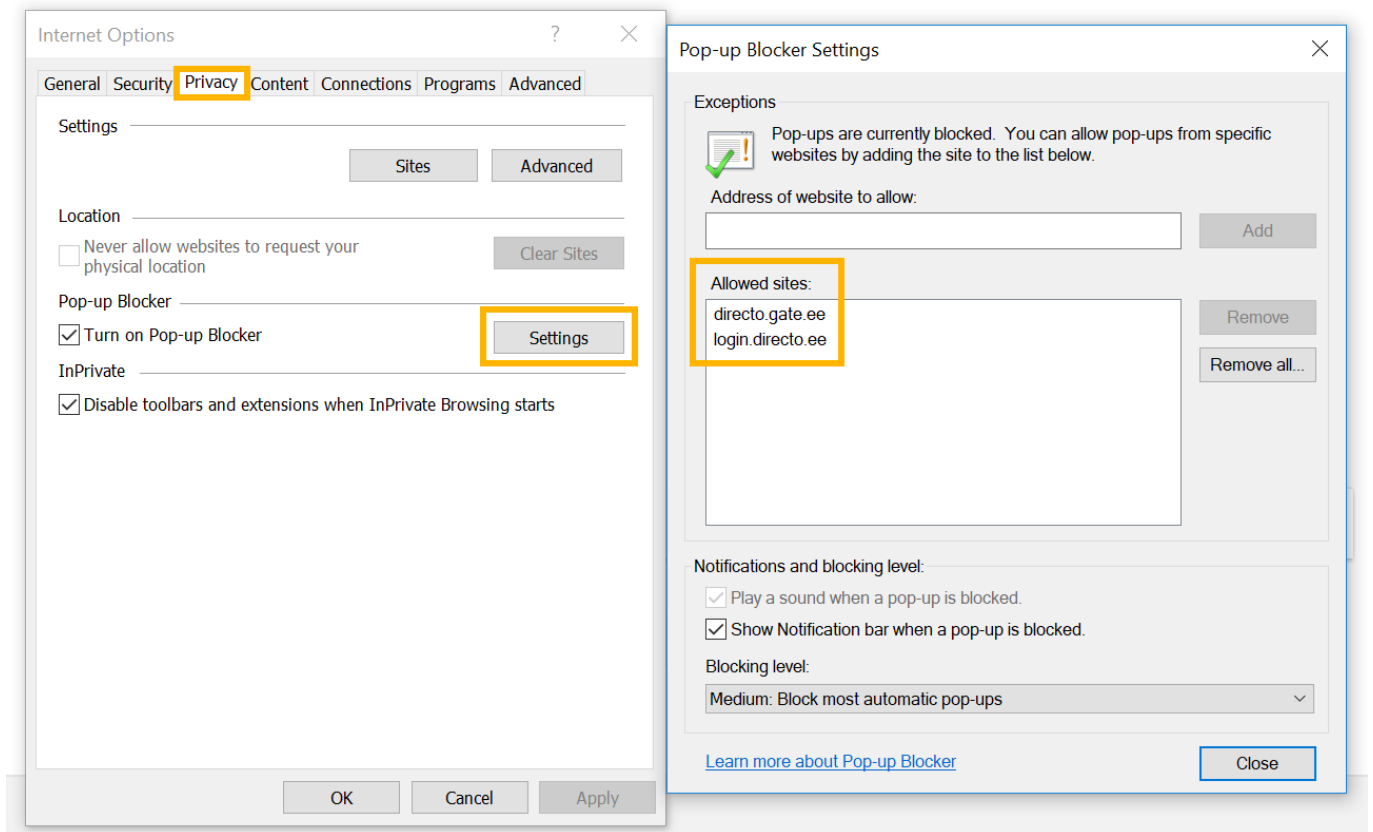 Internet Options
?
General Security Privacy Content Connections Programs Advanced
Settings
Sites Advanced
Location
Never allow websites to request your
physical location
Clear Sites
Pop-up Blocker
Turn on Pop-up Blocker
Settings
InPrivate
Disable toolbars and extensions when InPrivate Browsing starts
OK Cancel Apply
Pop-up Blocker Settings
Exceptions
Pop-ups are currently blocked. You can allow pop-ups from specific
websites by adding the site to the list below.
Address of website to allow:
Add
Allowed sites:
directo.gate.ee
login.directo.ee
Remove
Remove all...
Notifications and blocking level:
Play a sound when a pop-up is blocked.
Show Notification bar when a pop-up is blocked.
Blocking level:
Medium: Block most automatic pop-ups
Learn more about Pop-up Blocker
Close